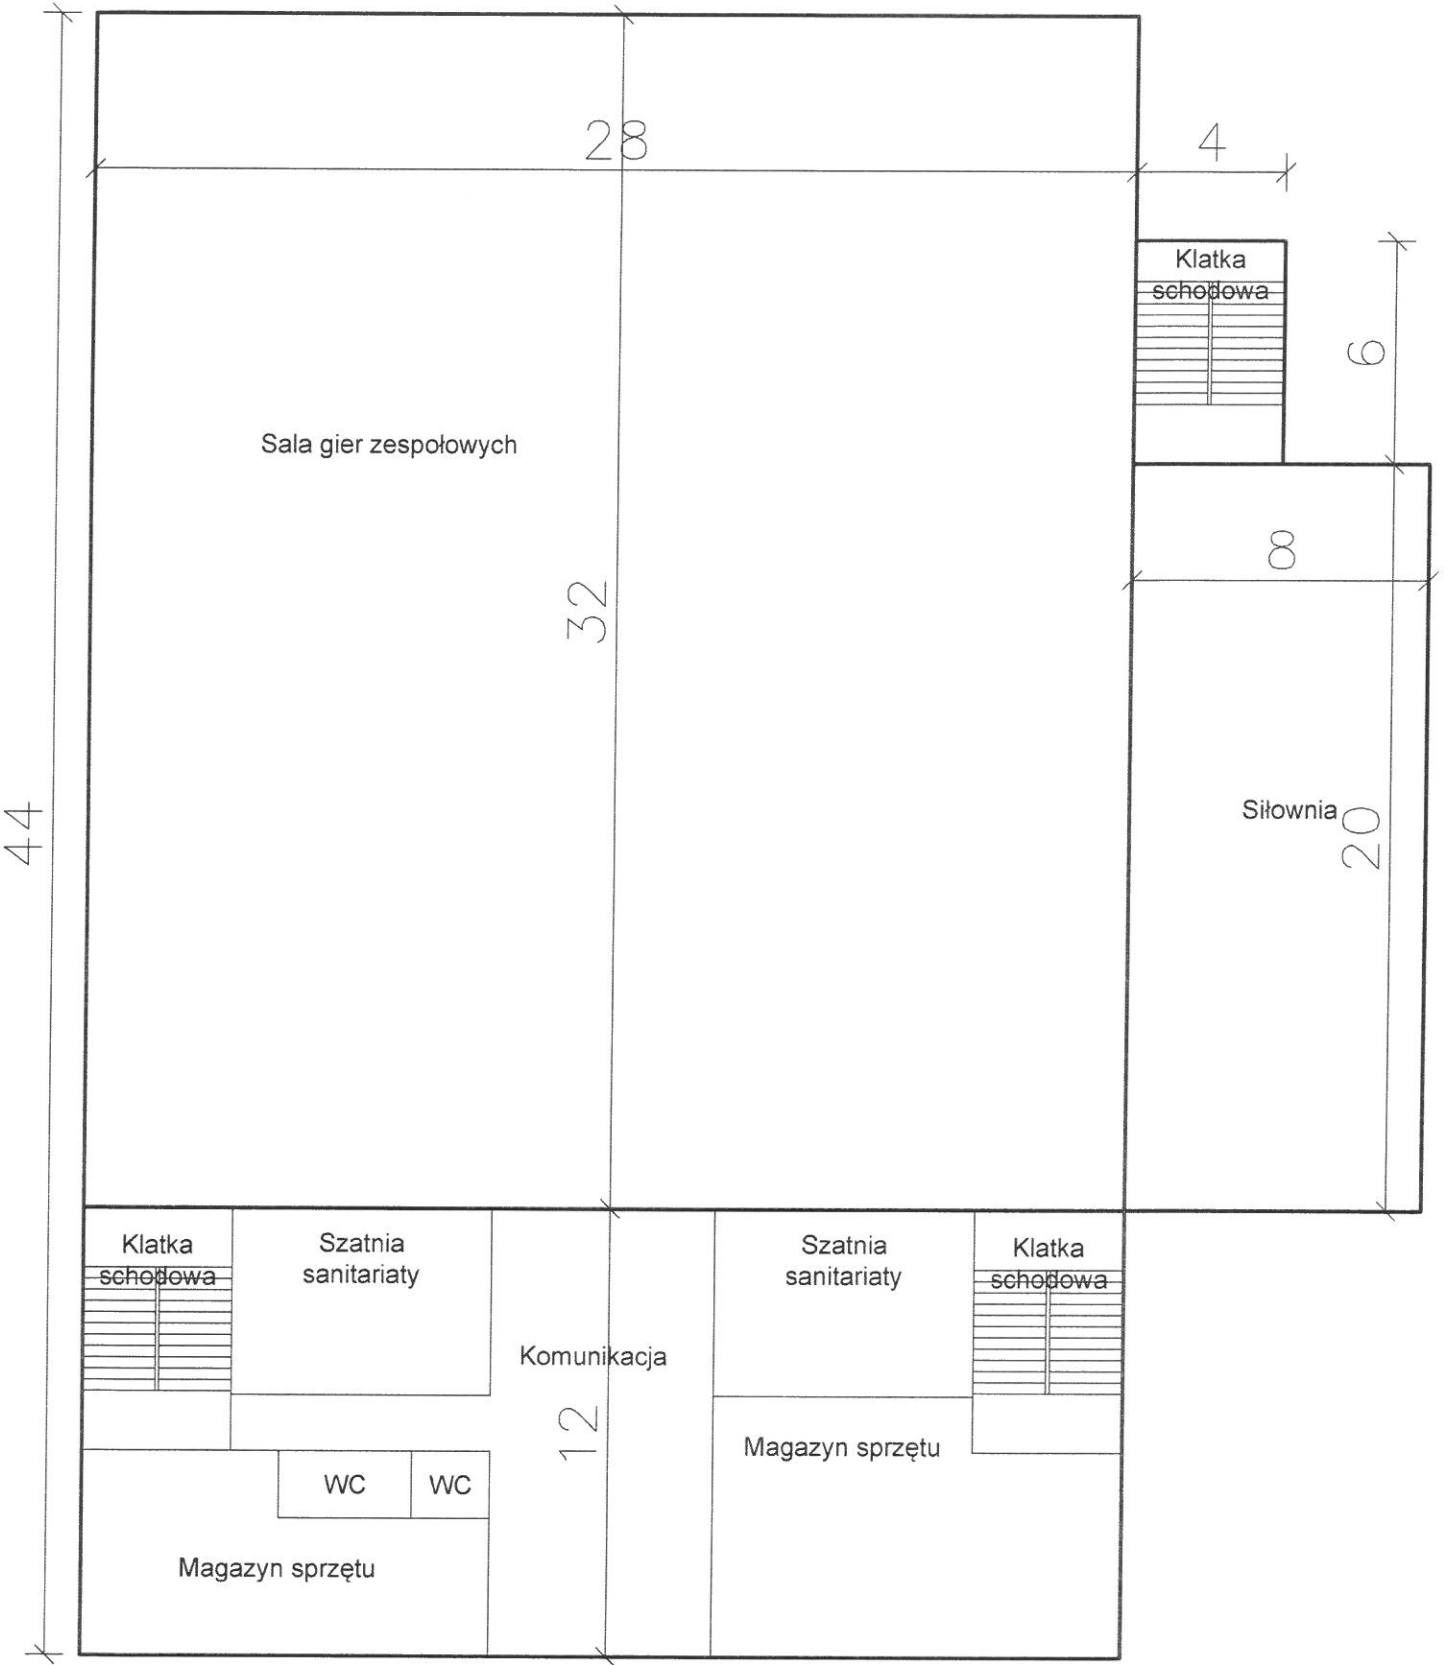 28
4
Klatka
schodowa
6
Sala gier zespołowych
8
32
44
Siłownia
20
Klatka
schodowa
Szatnia
sanitariaty
Szatnia
sanitariaty
Klatka
schodowa
Komunikacja
12
Magazyn sprzętu
WC
WC
Magazyn sprzętu